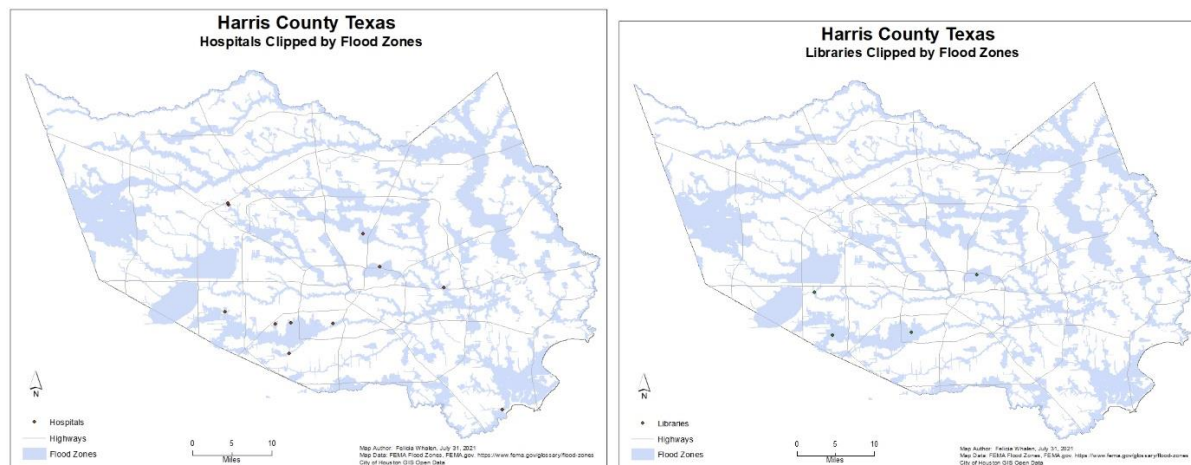 Harris County Texas
Hospitals Clipped by Flood Zones
N
Hospitals
Highways
Flood Zones
0 5 10
Miles
Map Author: Felicia Whalen, July 31, 2021
Map Data: FEMA Flood Zones, FEMA.gov. https://www.fema.gov/glossary/flood-zones
City of Houston GIS Open Data
Harris County Texas
Libraries Clipped by Flood Zones
N
Libraries
Highways
Flood Zones
0 5 10
Miles
Map Author: Felicia Whalen, July 31, 2021
Map Data: FEMA Flood Zones, FEMA.gov. https://www.fema.gov/glossary/flood-zones
City of Houston GIS Open Data